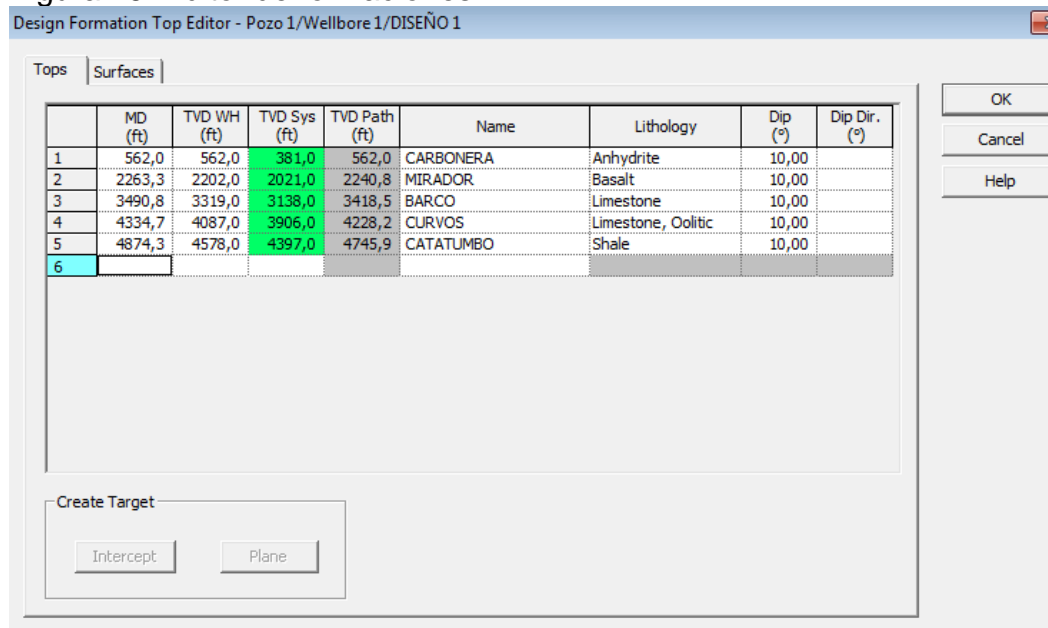 Design Formation Top Editor - Pozo 1/Wellbore 1/DISEÑO 1
Tops Surfaces
MD (ft) TVD WH (ft) TVD Sys (ft) TVD Path (ft) Name Lithology Dip (°) Dip Dir. (°)
1 562,0 562,0 381,0 562,0 CARBONERA Anhydrite 10,00
2 2263,3 2202,0 2021,0 2240,8 MIRADOR Basalt 10,00
3 3490,8 3319,0 3138,0 3418,5 BARCO Limestone 10,00
4 4334,7 4087,0 3906,0 4228,2 CURVOS Limestone, Oolitic 10,00
5 4874,3 4578,0 4397,0 4745,9 CATATUMBO Shale 10,00
6
OK
Cancel
Help
Create Target
Intercept Plane